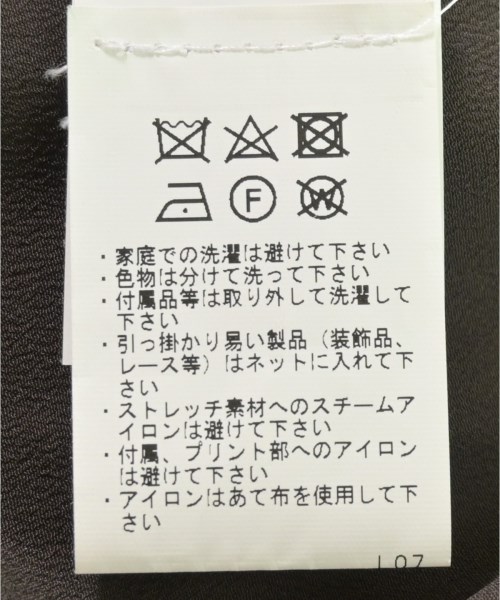 F
W
・家庭での洗濯は避けて下さい
・色物は分けて洗って下さい
・付属品等は取り外して洗濯して
下さい
・引っ掛かり易い製品（装飾品、
レース等）はネットに入れて下
さい
・ストレッチ素材へのスチームア
イロンは避けて下さい
・付属、プリント部へのアイロン
は避けて下さい
・アイロンはあて布を使用して下
さい